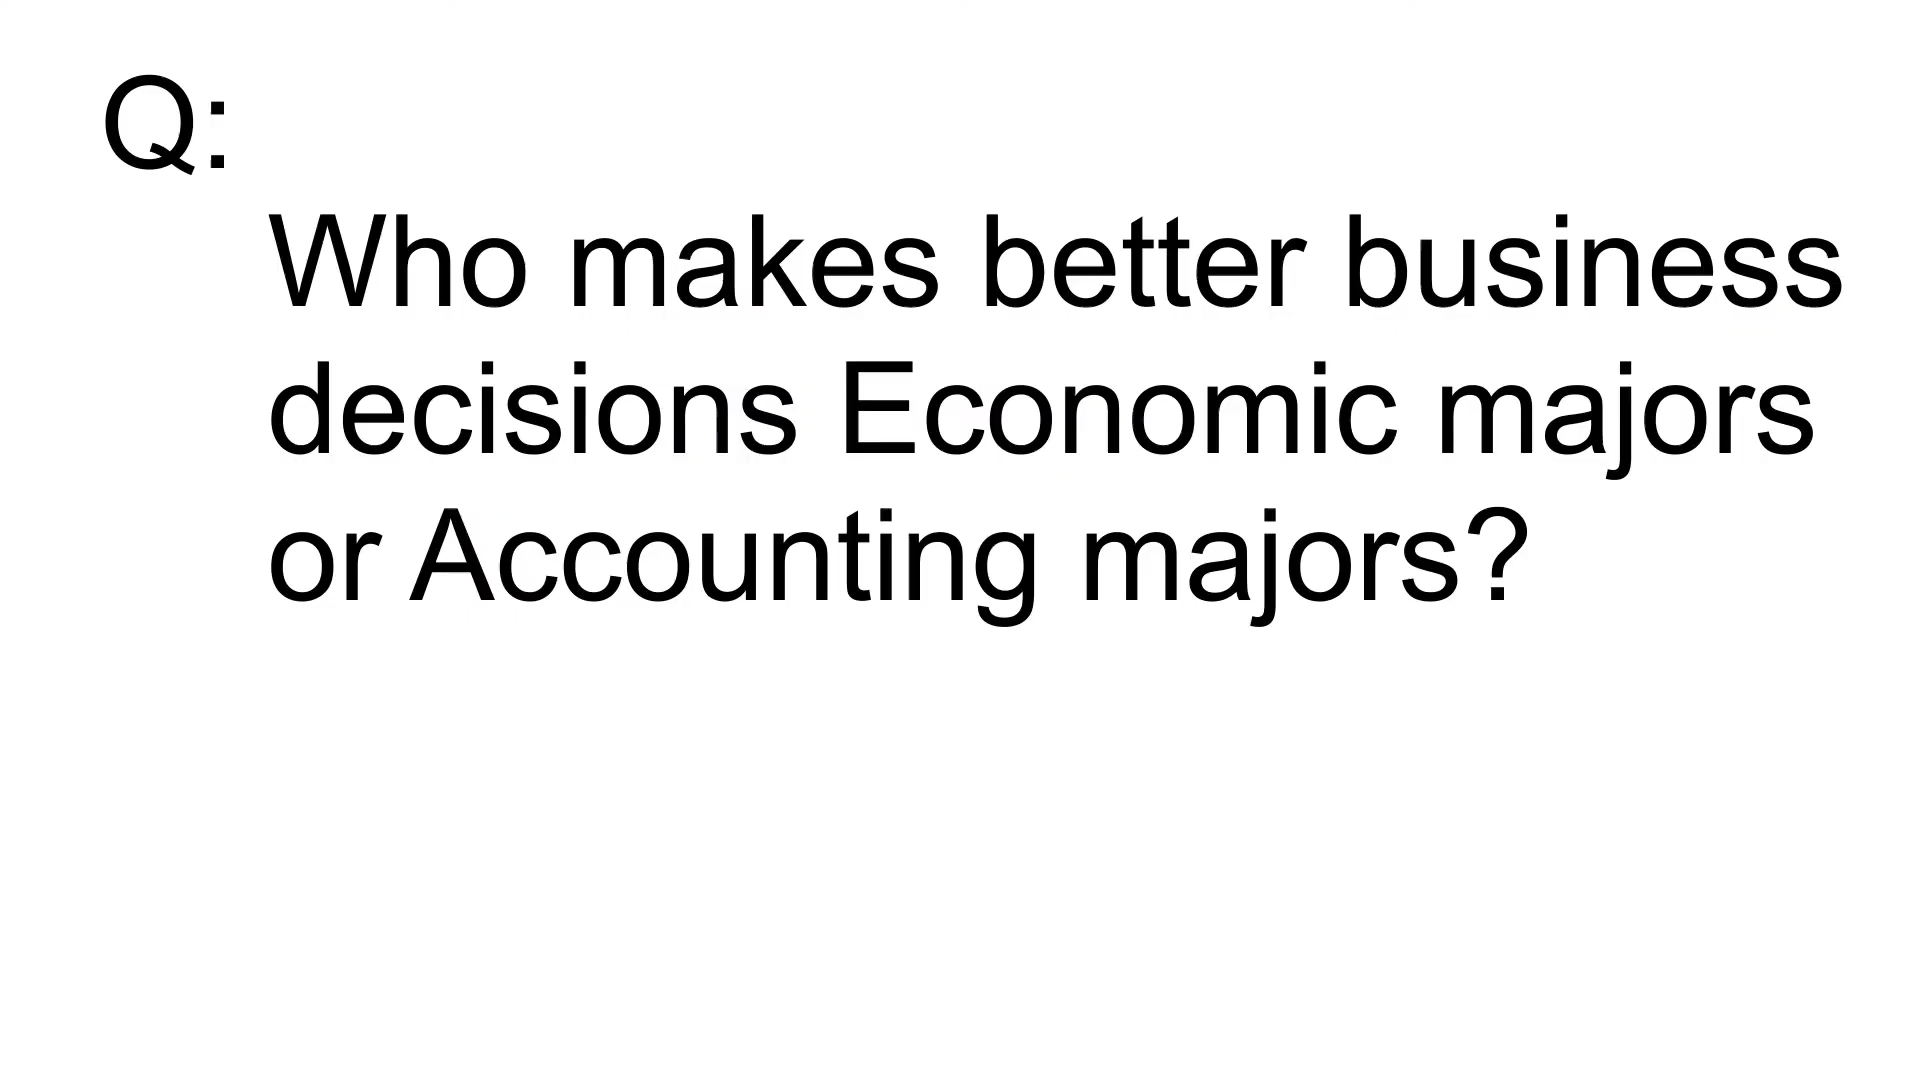 Q:
Who makes better business
decisions Economic majors
or Accounting majors?